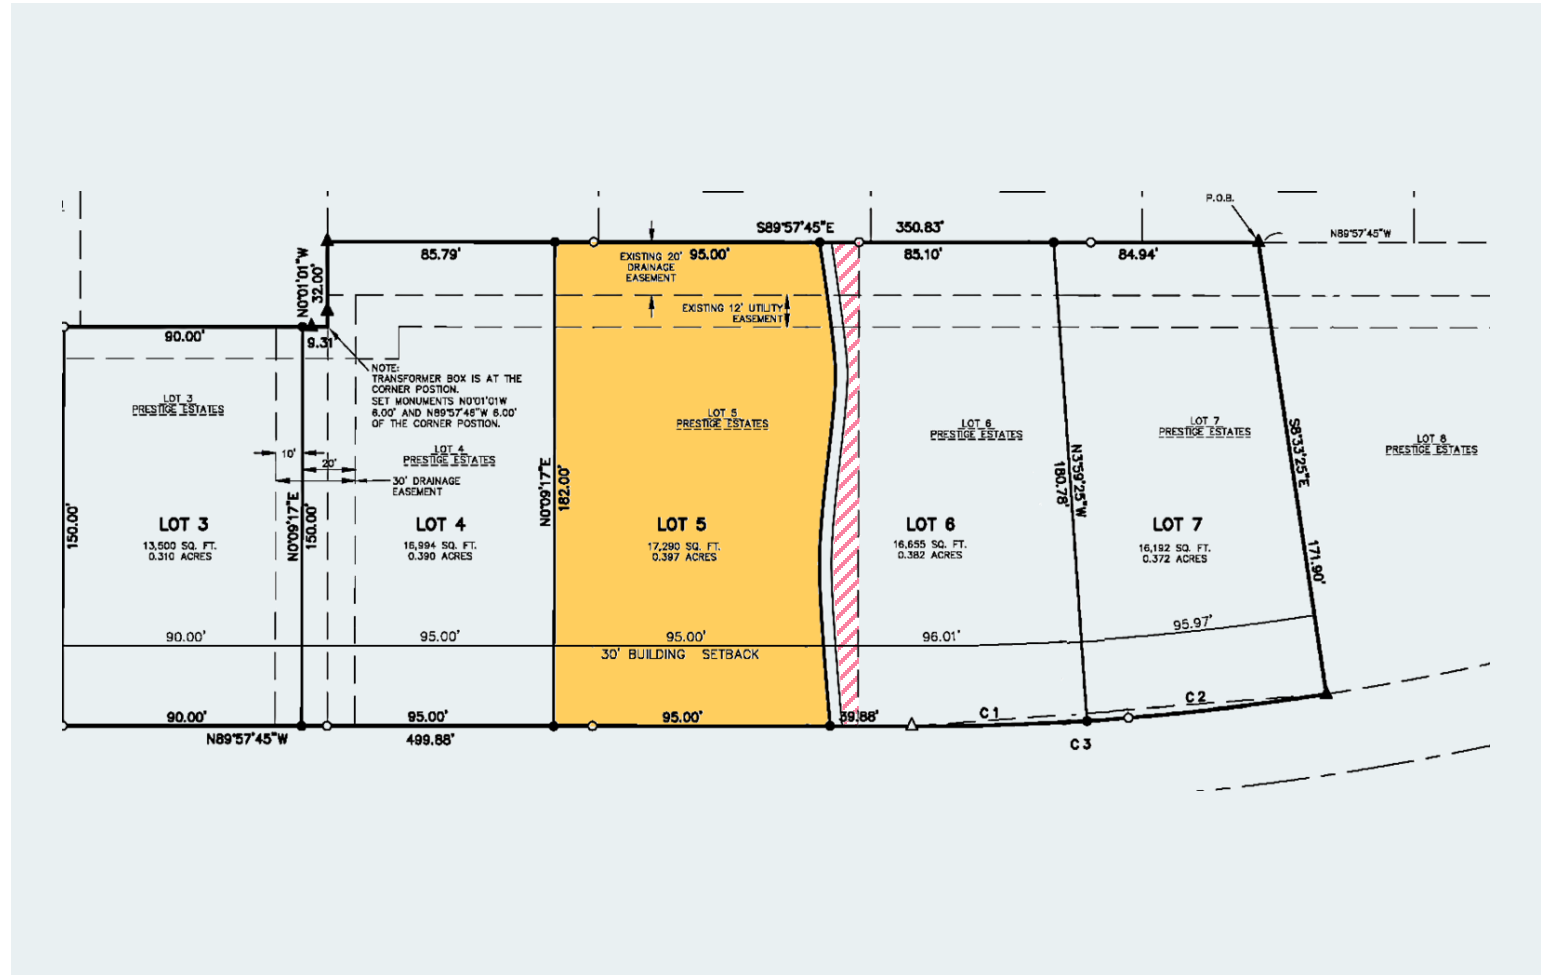 P.O.B.
S89°57'45"E
350.83'
N89°57'45"W
85.79'
95.00'
85.10'
84.94'
N0°01'01"W
32.00'
EXISTING 20'
DRAINAGE
EASEMENT
EXISTING 12' UTILITY
EASEMENT
90.00'
9.31'
NOTE:
TRANSFORMER BOX IS AT THE
CORNER POSTION.
SET MONUMENTS N0°01'01W
6.00' AND N89°57'45"W 6.00'
OF THE CORNER POSTION.
LOT 3
PRESTIGE ESTATES
LOT 4
PRESTIGE ESTATES
LOT 5
PRESTIGE ESTATES
LOT 6
PRESTIGE ESTATES
LOT 7
PRESTIGE ESTATES
LOT 8
PRESTIGE ESTATES
10'
20'
30' DRAINAGE
EASEMENT
150.00'
N0°09'17"E
150.00'
N0°09'17"E
182.00'
N3°59'25"W
180.78'
S8°33'25"E
171.90'
LOT 3
13,500 SQ. FT.
0.310 ACRES
LOT 4
16,994 SQ. FT.
0.390 ACRES
LOT 5
17,290 SQ. FT.
0.397 ACRES
LOT 6
16,655 SQ. FT.
0.382 ACRES
LOT 7
16,192 SQ. FT.
0.372 ACRES
90.00'
95.00'
95.00'
96.01'
95.97'
30' BUILDING SETBACK
90.00'
95.00'
95.00'
39.88'
C 1
C 2
N89°57'45"W
499.88'
C 3